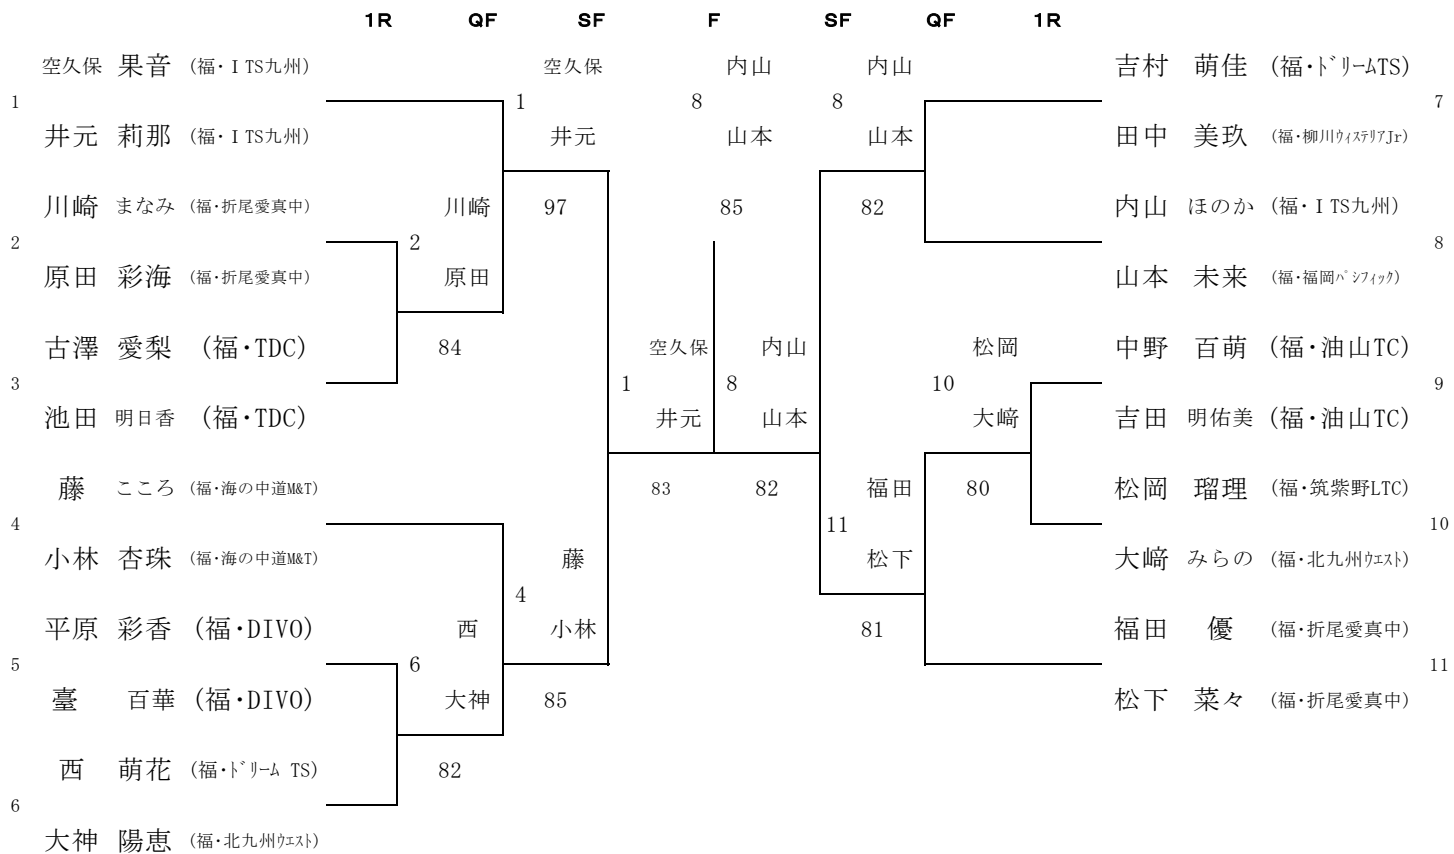 1R QF SF F SF QF 1R
空久保 果音 (福・ＩTS九州) 空久保 内山 内山 吉村 萌佳 (福・ﾄﾞﾘｰﾑTS)
1 1 8 8 7
井元 莉那 (福・ＩTS九州) 井元 山本 山本 田中 美玖 (福・柳川ｳｨｽﾃﾘｱJr)
川崎 まなみ (福・折尾愛真中) 川崎 97 85 82 内山 ほのか (福・ＩTS九州)
2 2 8
原田 彩海 (福・折尾愛真中) 原田 山本 未来 (福・福岡ﾊﾟｼﾌｨｯｸ)
古澤 愛梨 (福・TDC) 84 空久保 内山 松岡 中野 百萌 (福・油山TC)
3 1 8 10 9
池田 明日香 (福・TDC) 井元 山本 大﨑 吉田 明佑美 (福・油山TC)
藤 こころ (福・海の中道M&T) 83 82 福田 80 松岡 瑠理 (福・筑紫野LTC)
4 11 10
小林 杏珠 (福・海の中道M&T) 藤 松下 大﨑 みらの (福・北九州ｳｴｽﾄ)
4
平原 彩香 (福・DIVO) 西 小林 81 福田 優 (福・折尾愛真中)
5 6 11
臺 百華 (福・DIVO) 大神 85 松下 菜々 (福・折尾愛真中)
西 萌花 (福・ﾄﾞﾘｰﾑ TS) 82
6
大神 陽恵 (福・北九州ｳｴｽﾄ)